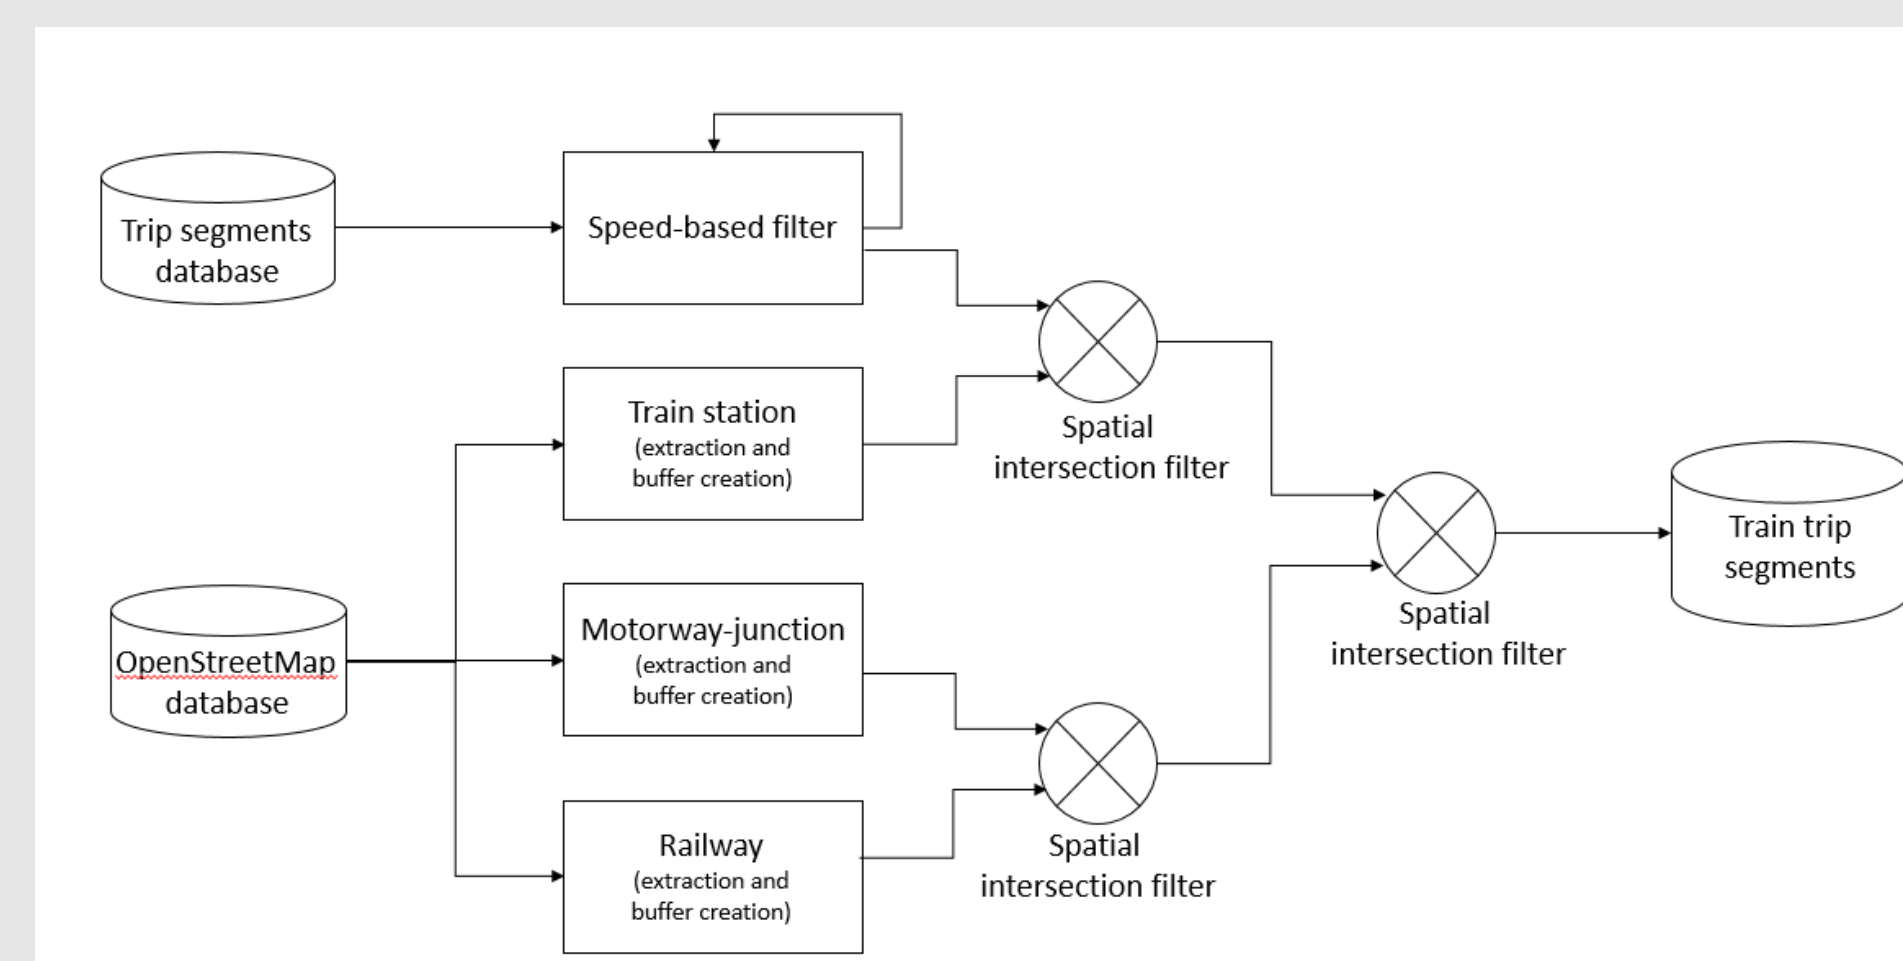 Trip segments
database
Speed-based filter
Train station
(extraction and
buffer creation)
Spatial
intersection filter
OpenStreetMap
database
Motorway-junction
(extraction and
buffer creation)
Railway
(extraction and
buffer creation)
Spatial
intersection filter
Spatial
intersection filter
Train trip
segments